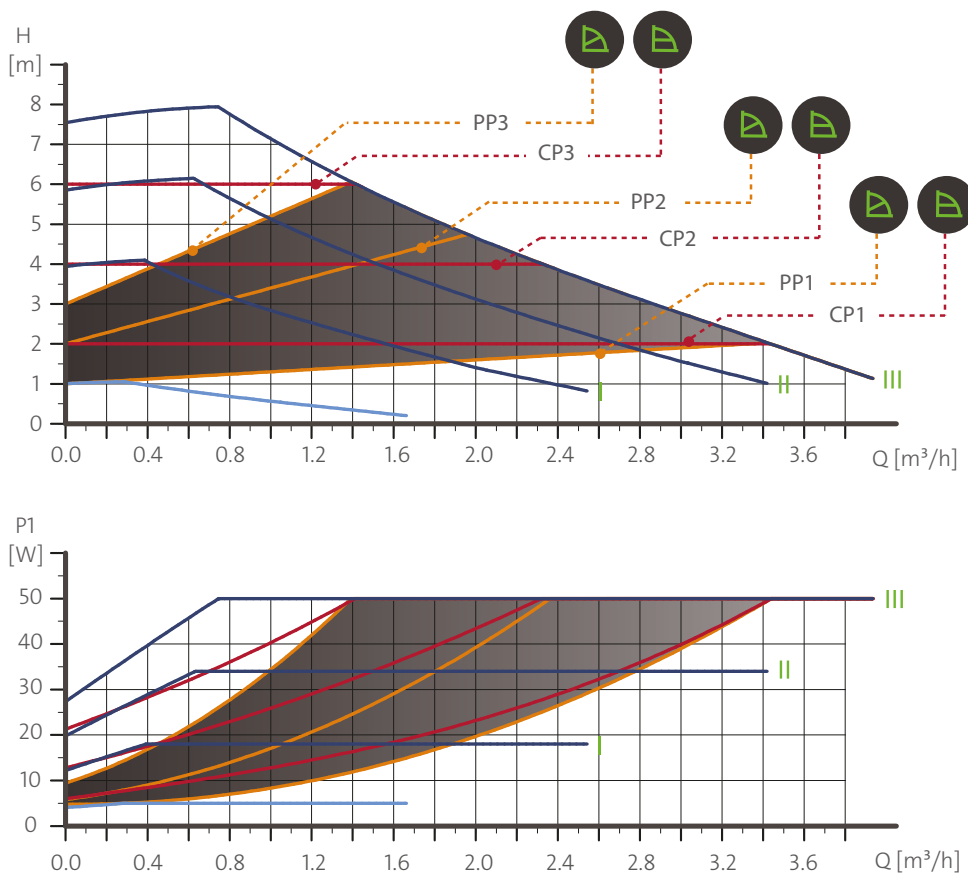 H
[m]
8
7
6
5
4
3
2
1
0
PP3
CP3
PP2
CP2
PP1
CP1
I
II
III
0.0 0.4 0.8 1.2 1.6 2.0 2.4 2.8 3.2 3.6 Q [m³/h]
P1
[W]
50
40
30
20
10
0
III
II
I
0.0 0.4 0.8 1.2 1.6 2.0 2.4 2.8 3.2 3.6 Q [m³/h]